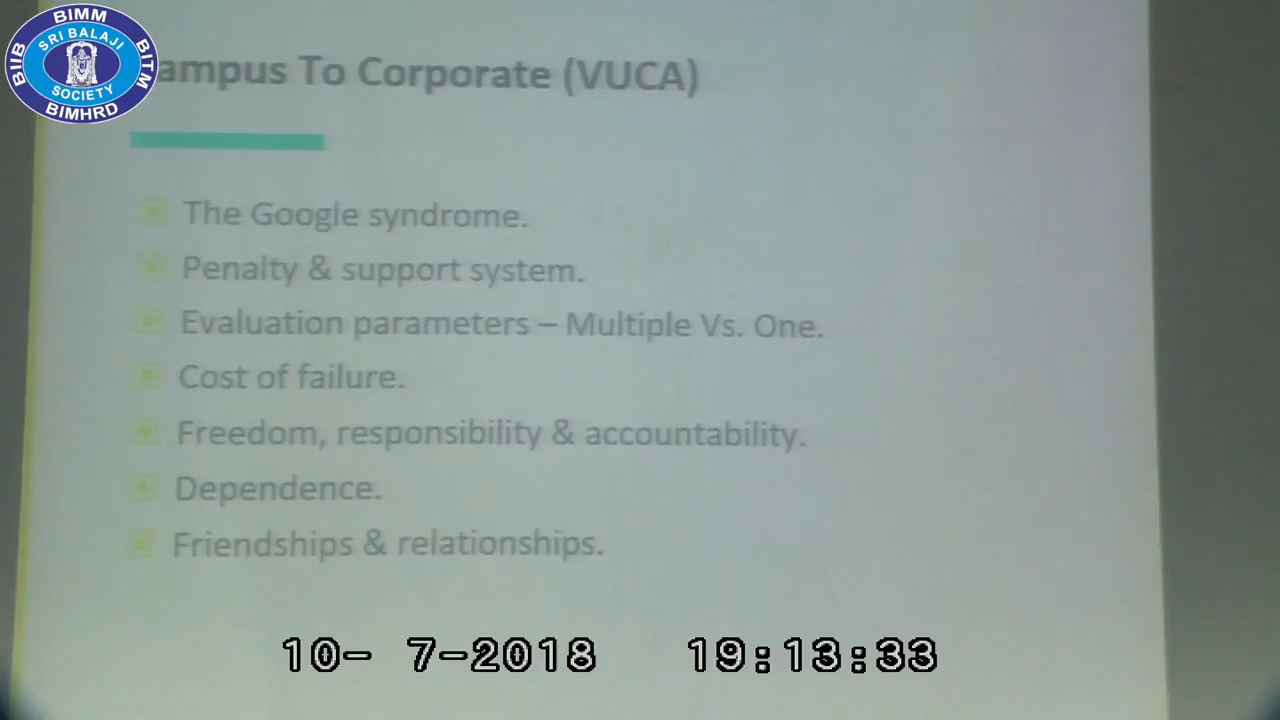 BIMM
BIIB
SRI BALAJI
SOCIETY
BITM
BIMHRD
ampus To Corporate (VUCA)
The Google syndrome.
Penalty & support system.
Evaluation parameters – Multiple Vs. One.
Cost of failure.
Freedom, responsibility & accountability.
Dependence.
Friendships & relationships.
10- 7-2018 19:13:33